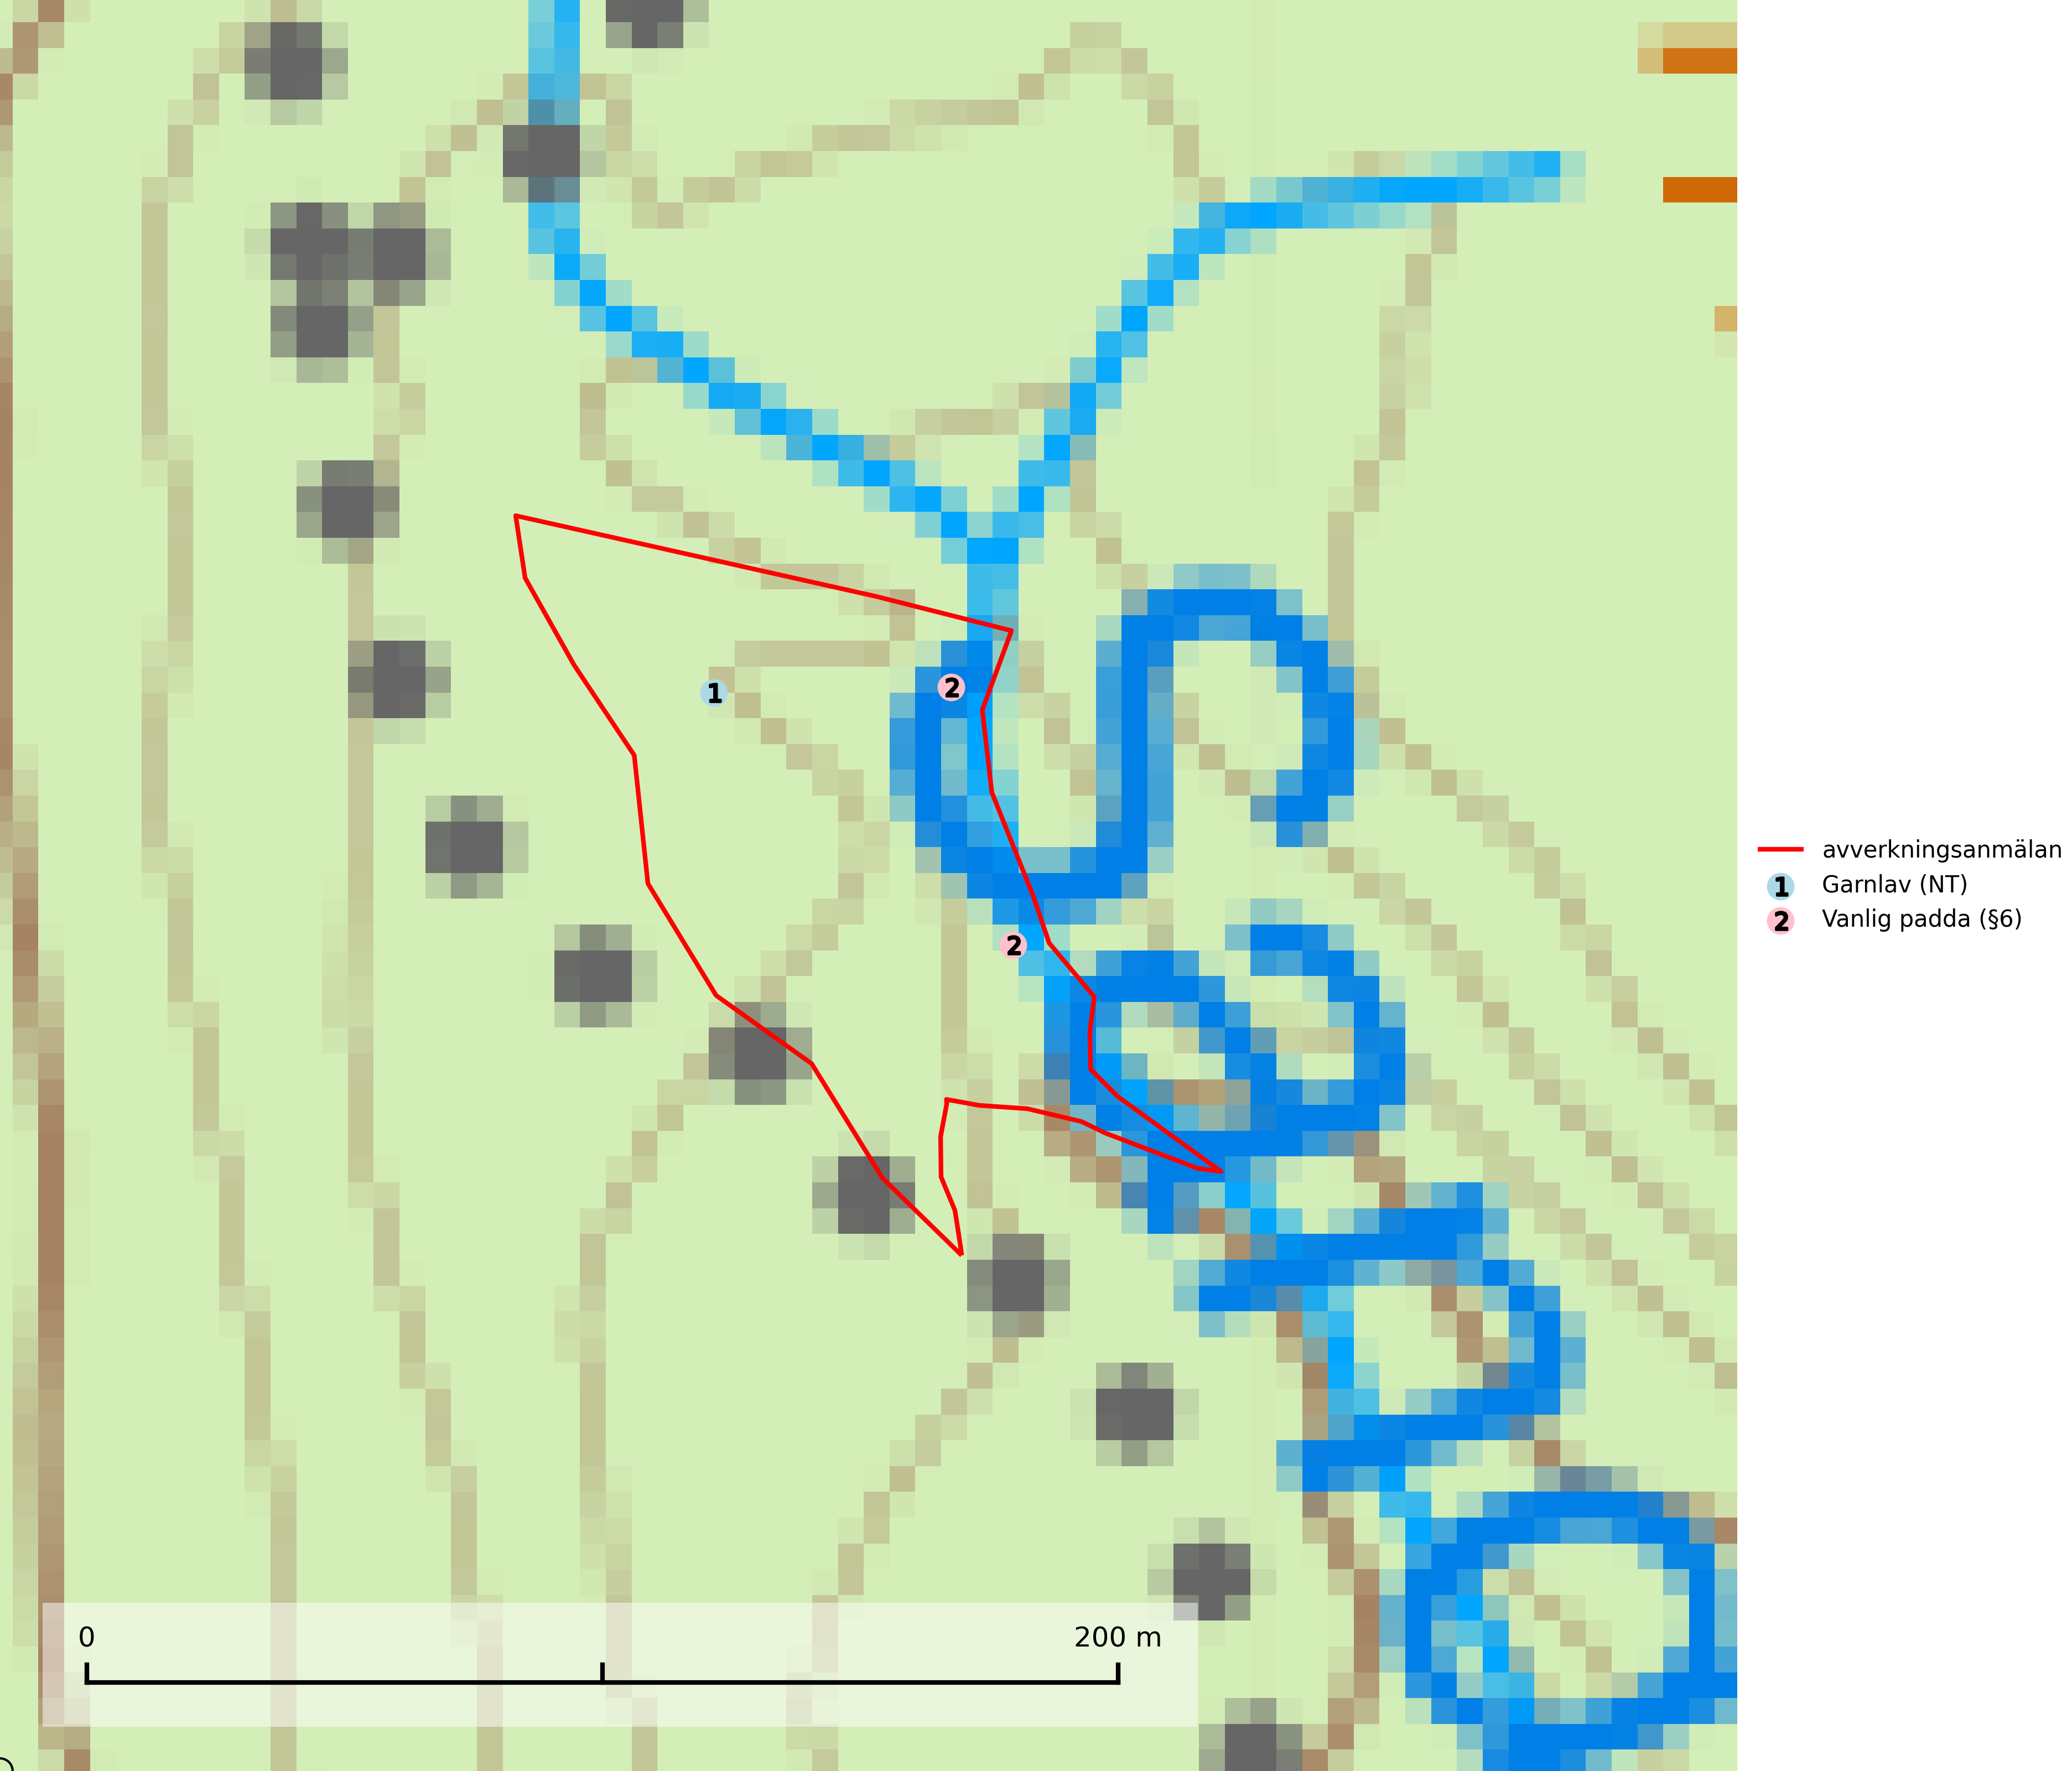 1
2
2
avverkningsanmälan
1 Garnlav (NT)
2 Vanlig padda (§6)
0 200 m